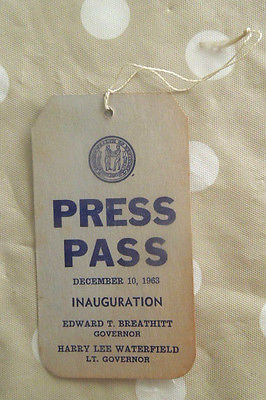 PRESS
PASS
DECEMBER 10, 1963
INAUGURATION
EDWARD T. BREATHITT
GOVERNOR
HARRY LEE WATERFIELD
LT. GOVERNOR